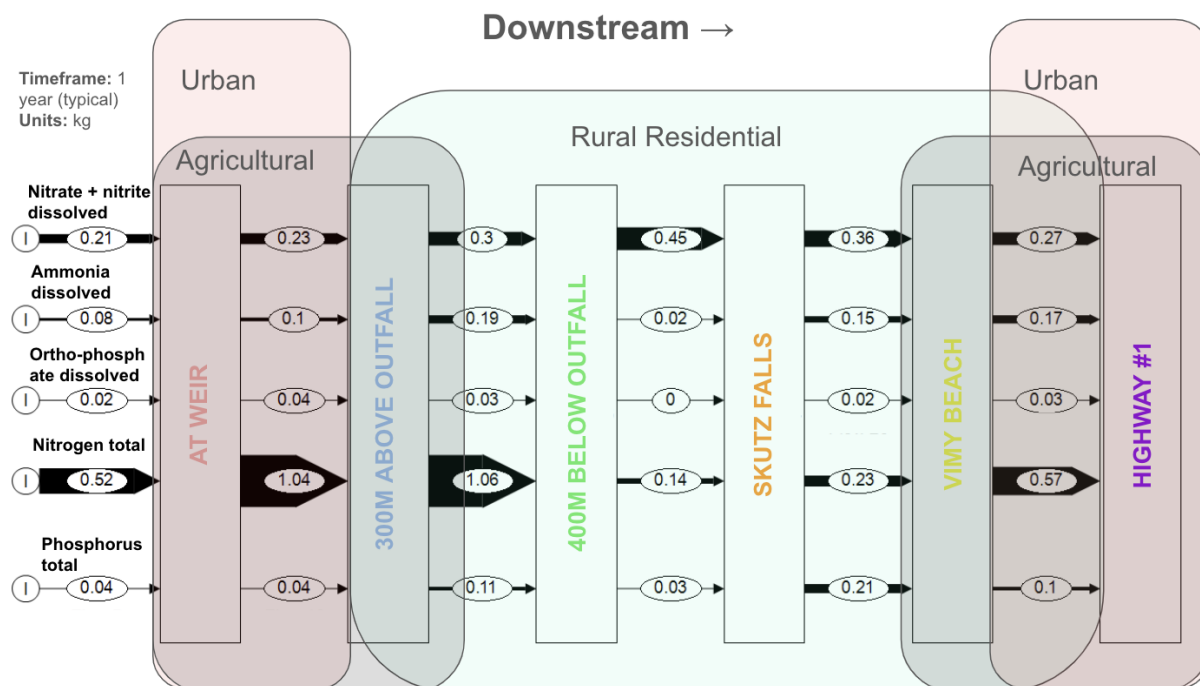 Downstream →
Timeframe: 1
year (typical)
Units: kg
Urban
Urban
Rural Residential
Agricultural
Agricultural
Nitrate + nitrite
dissolved
I
0.21
0.23
0.3
0.45
0.36
0.27
Ammonia
dissolved
I
0.08
0.1
0.19
0.02
0.15
0.17
Ortho-phosph
ate dissolved
I
0.02
0.04
0.03
0
0.02
0.03
Nitrogen total
I
0.52
1.04
1.06
0.14
0.23
0.57
Phosphorus
total
I
0.04
0.04
0.11
0.03
0.21
0.1
AT WEIR
300M ABOVE OUTFALL
400M BELOW OUTFALL
SKUTZ FALLS
VIMY BEACH
HIGHWAY #1